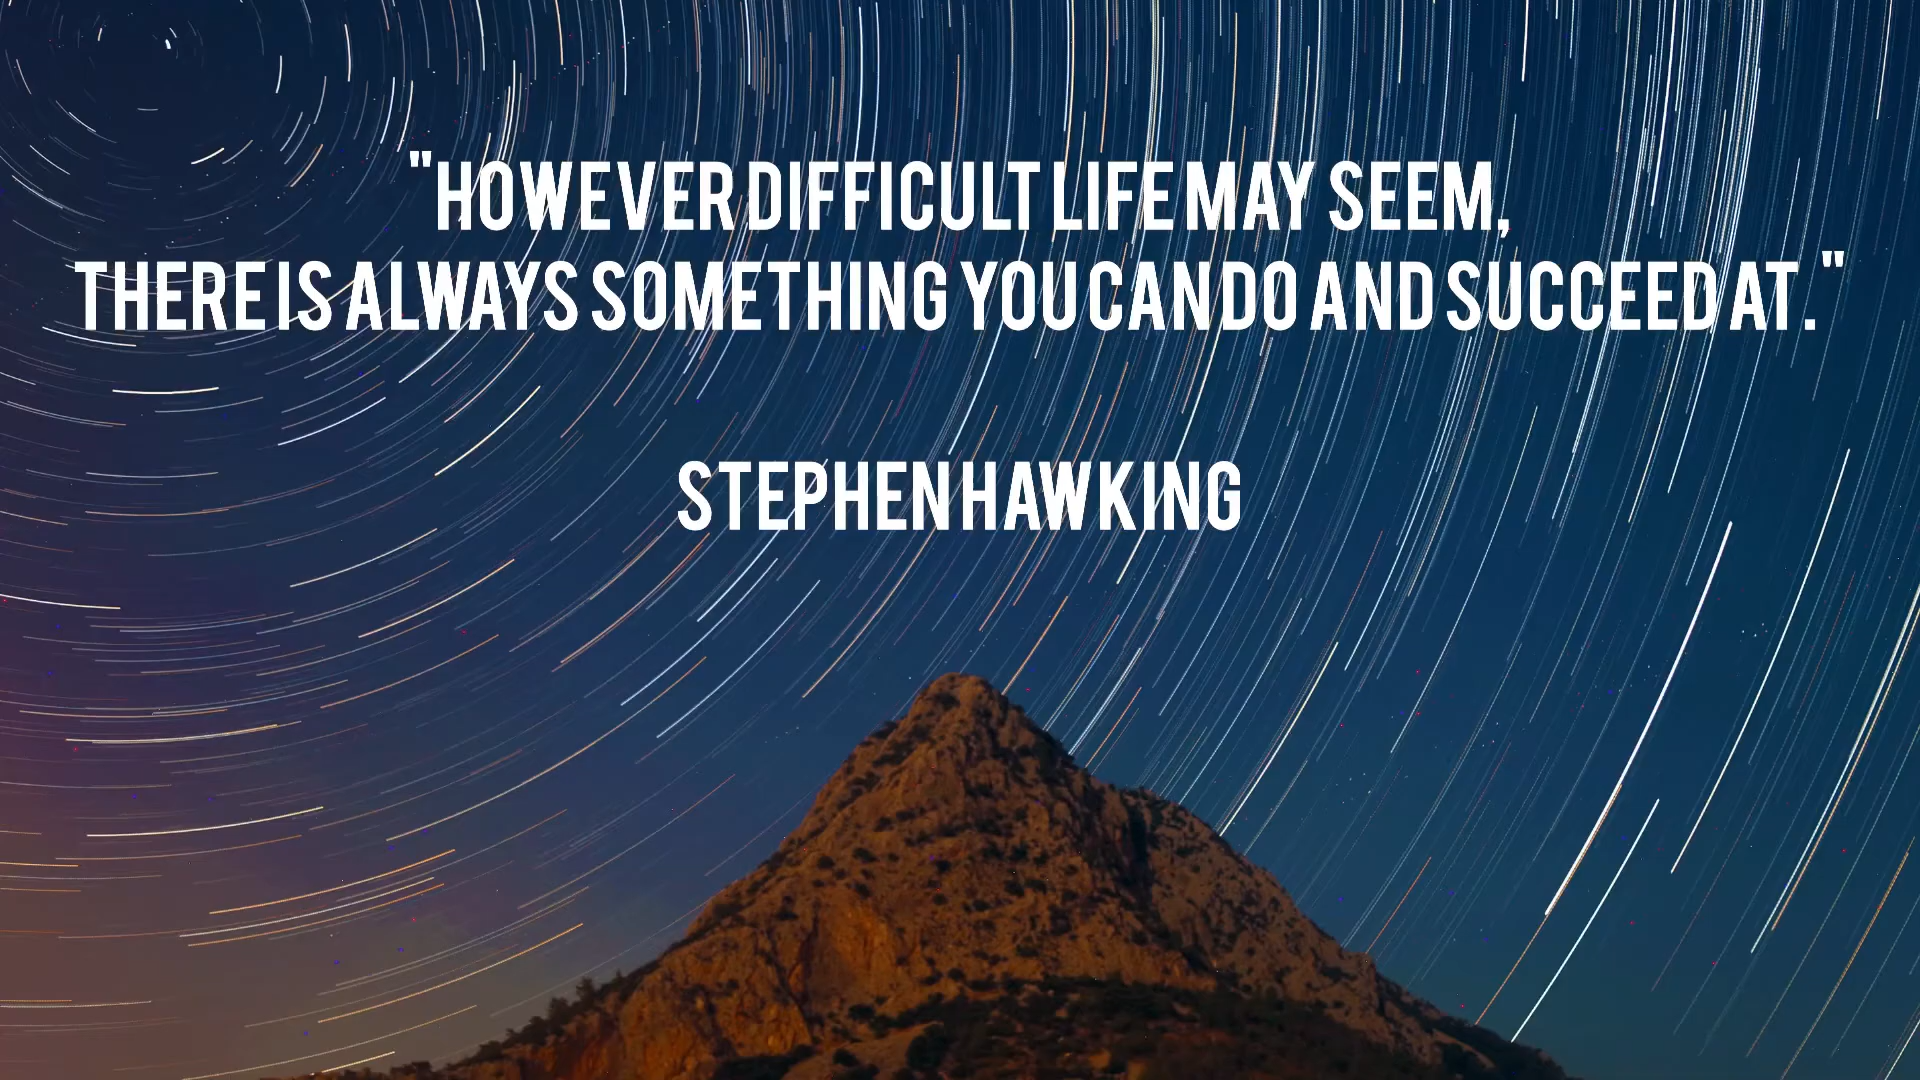 "HOWEVER DIFFICULT LIFE MAY SEEM,
THERE IS ALWAYS SOMETHING YOU CAN DO AND SUCCEED AT."
STEPHEN HAWKING